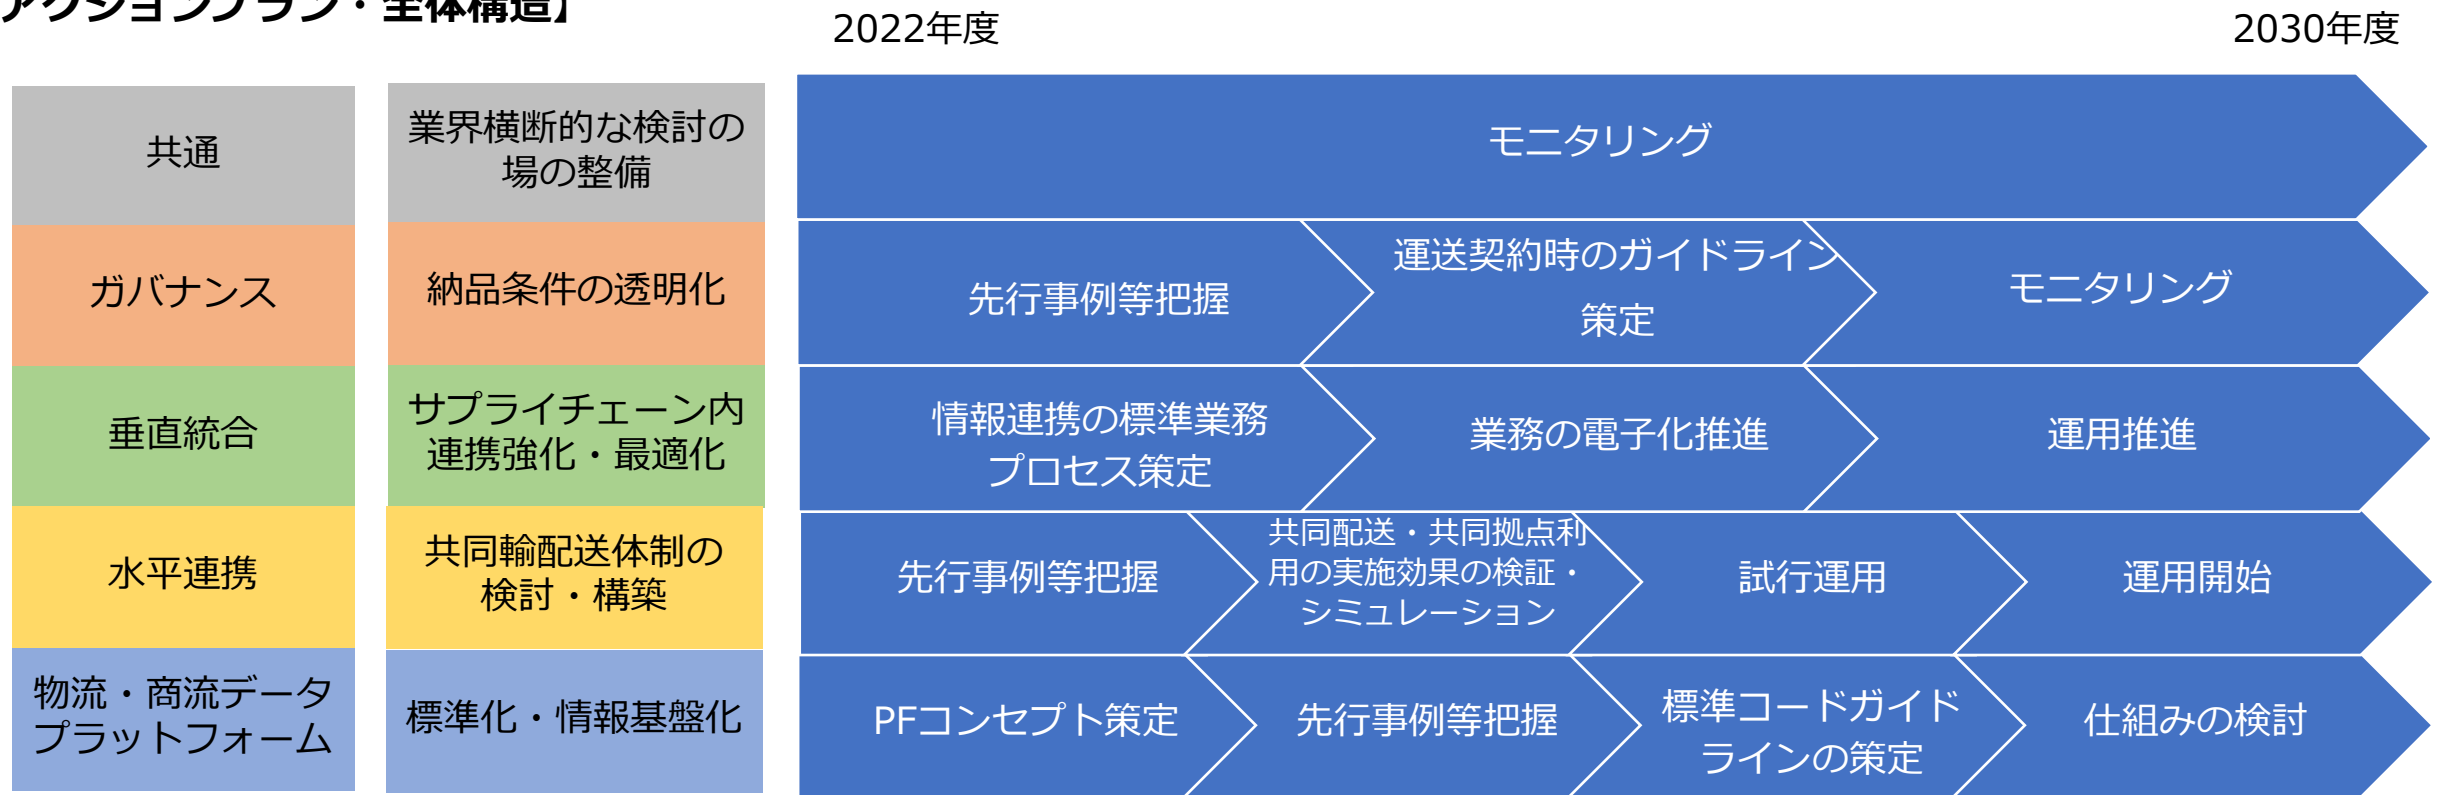 アクションプラン・全体構造】
2022年度
2030年度
共通
業界横断的な検討の
場の整備
モニタリング
ガバナンス
納品条件の透明化
先行事例等把握
運送契約時のガイドライン
策定
モニタリング
垂直統合
サプライチェーン内
連携強化・最適化
情報連携の標準業務
プロセス策定
業務の電子化推進
運用推進
水平連携
共同輸配送体制の
検討・構築
先行事例等把握
共同配送・共同拠点利
用の実施効果の検証・
シミュレーション
試行運用
運用開始
物流・商流データ
プラットフォーム
標準化・情報基盤化
PFコンセプト策定
先行事例等把握
標準コードガイド
ラインの策定
仕組みの検討